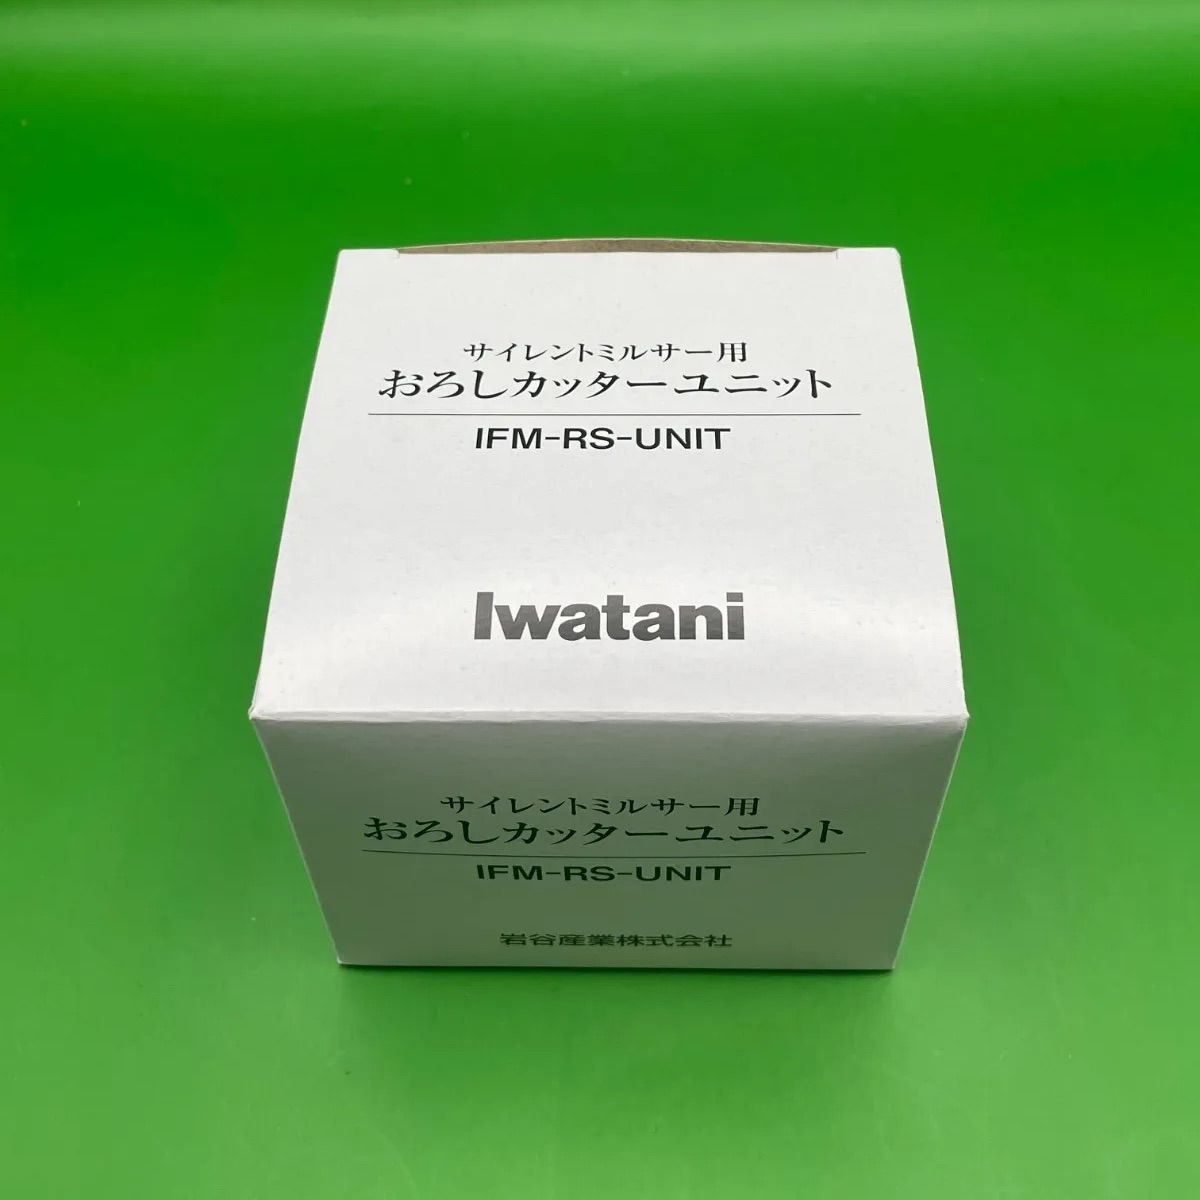 サイレントミルサー用
おろしカッターユニット
IFM-RS-UNIT
Iwatani
サイレントミルサー用
おろしカッターユニット
IFM-RS-UNIT
岩谷産業株式会社